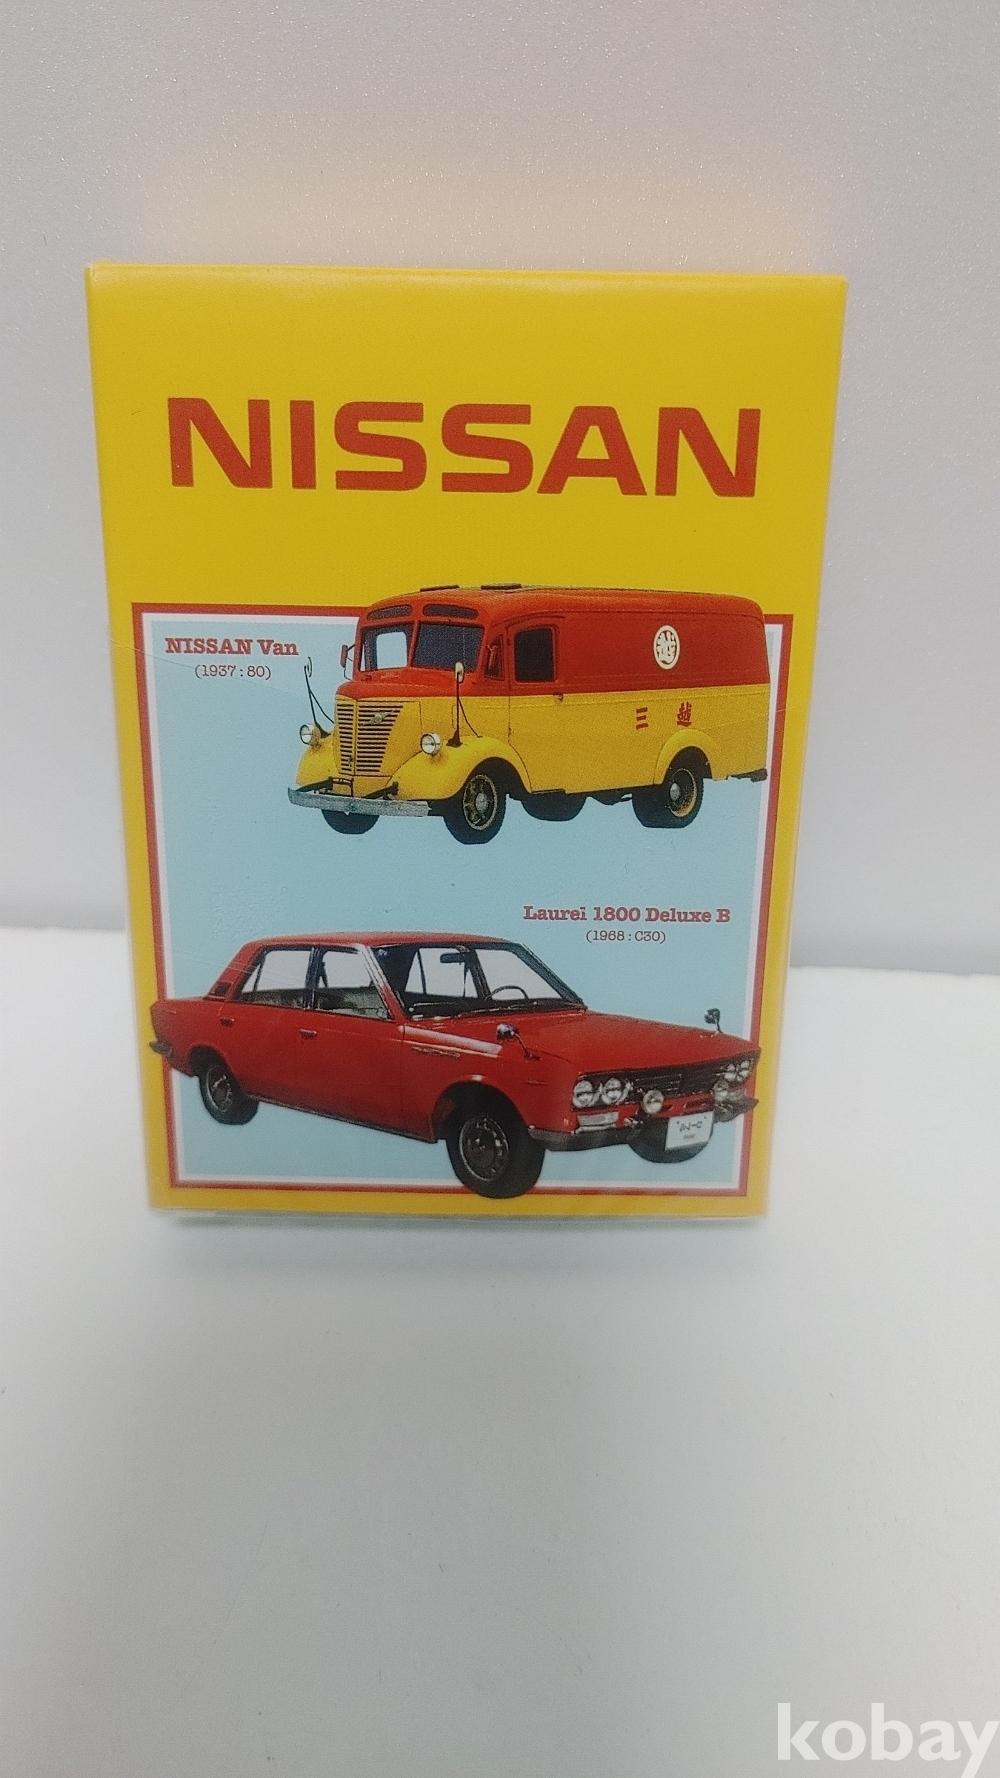 NISSAN
NISSAN Van
(1937:80)
三越
Laurel 1800 Deluxe B
(1968:C30)
kobay